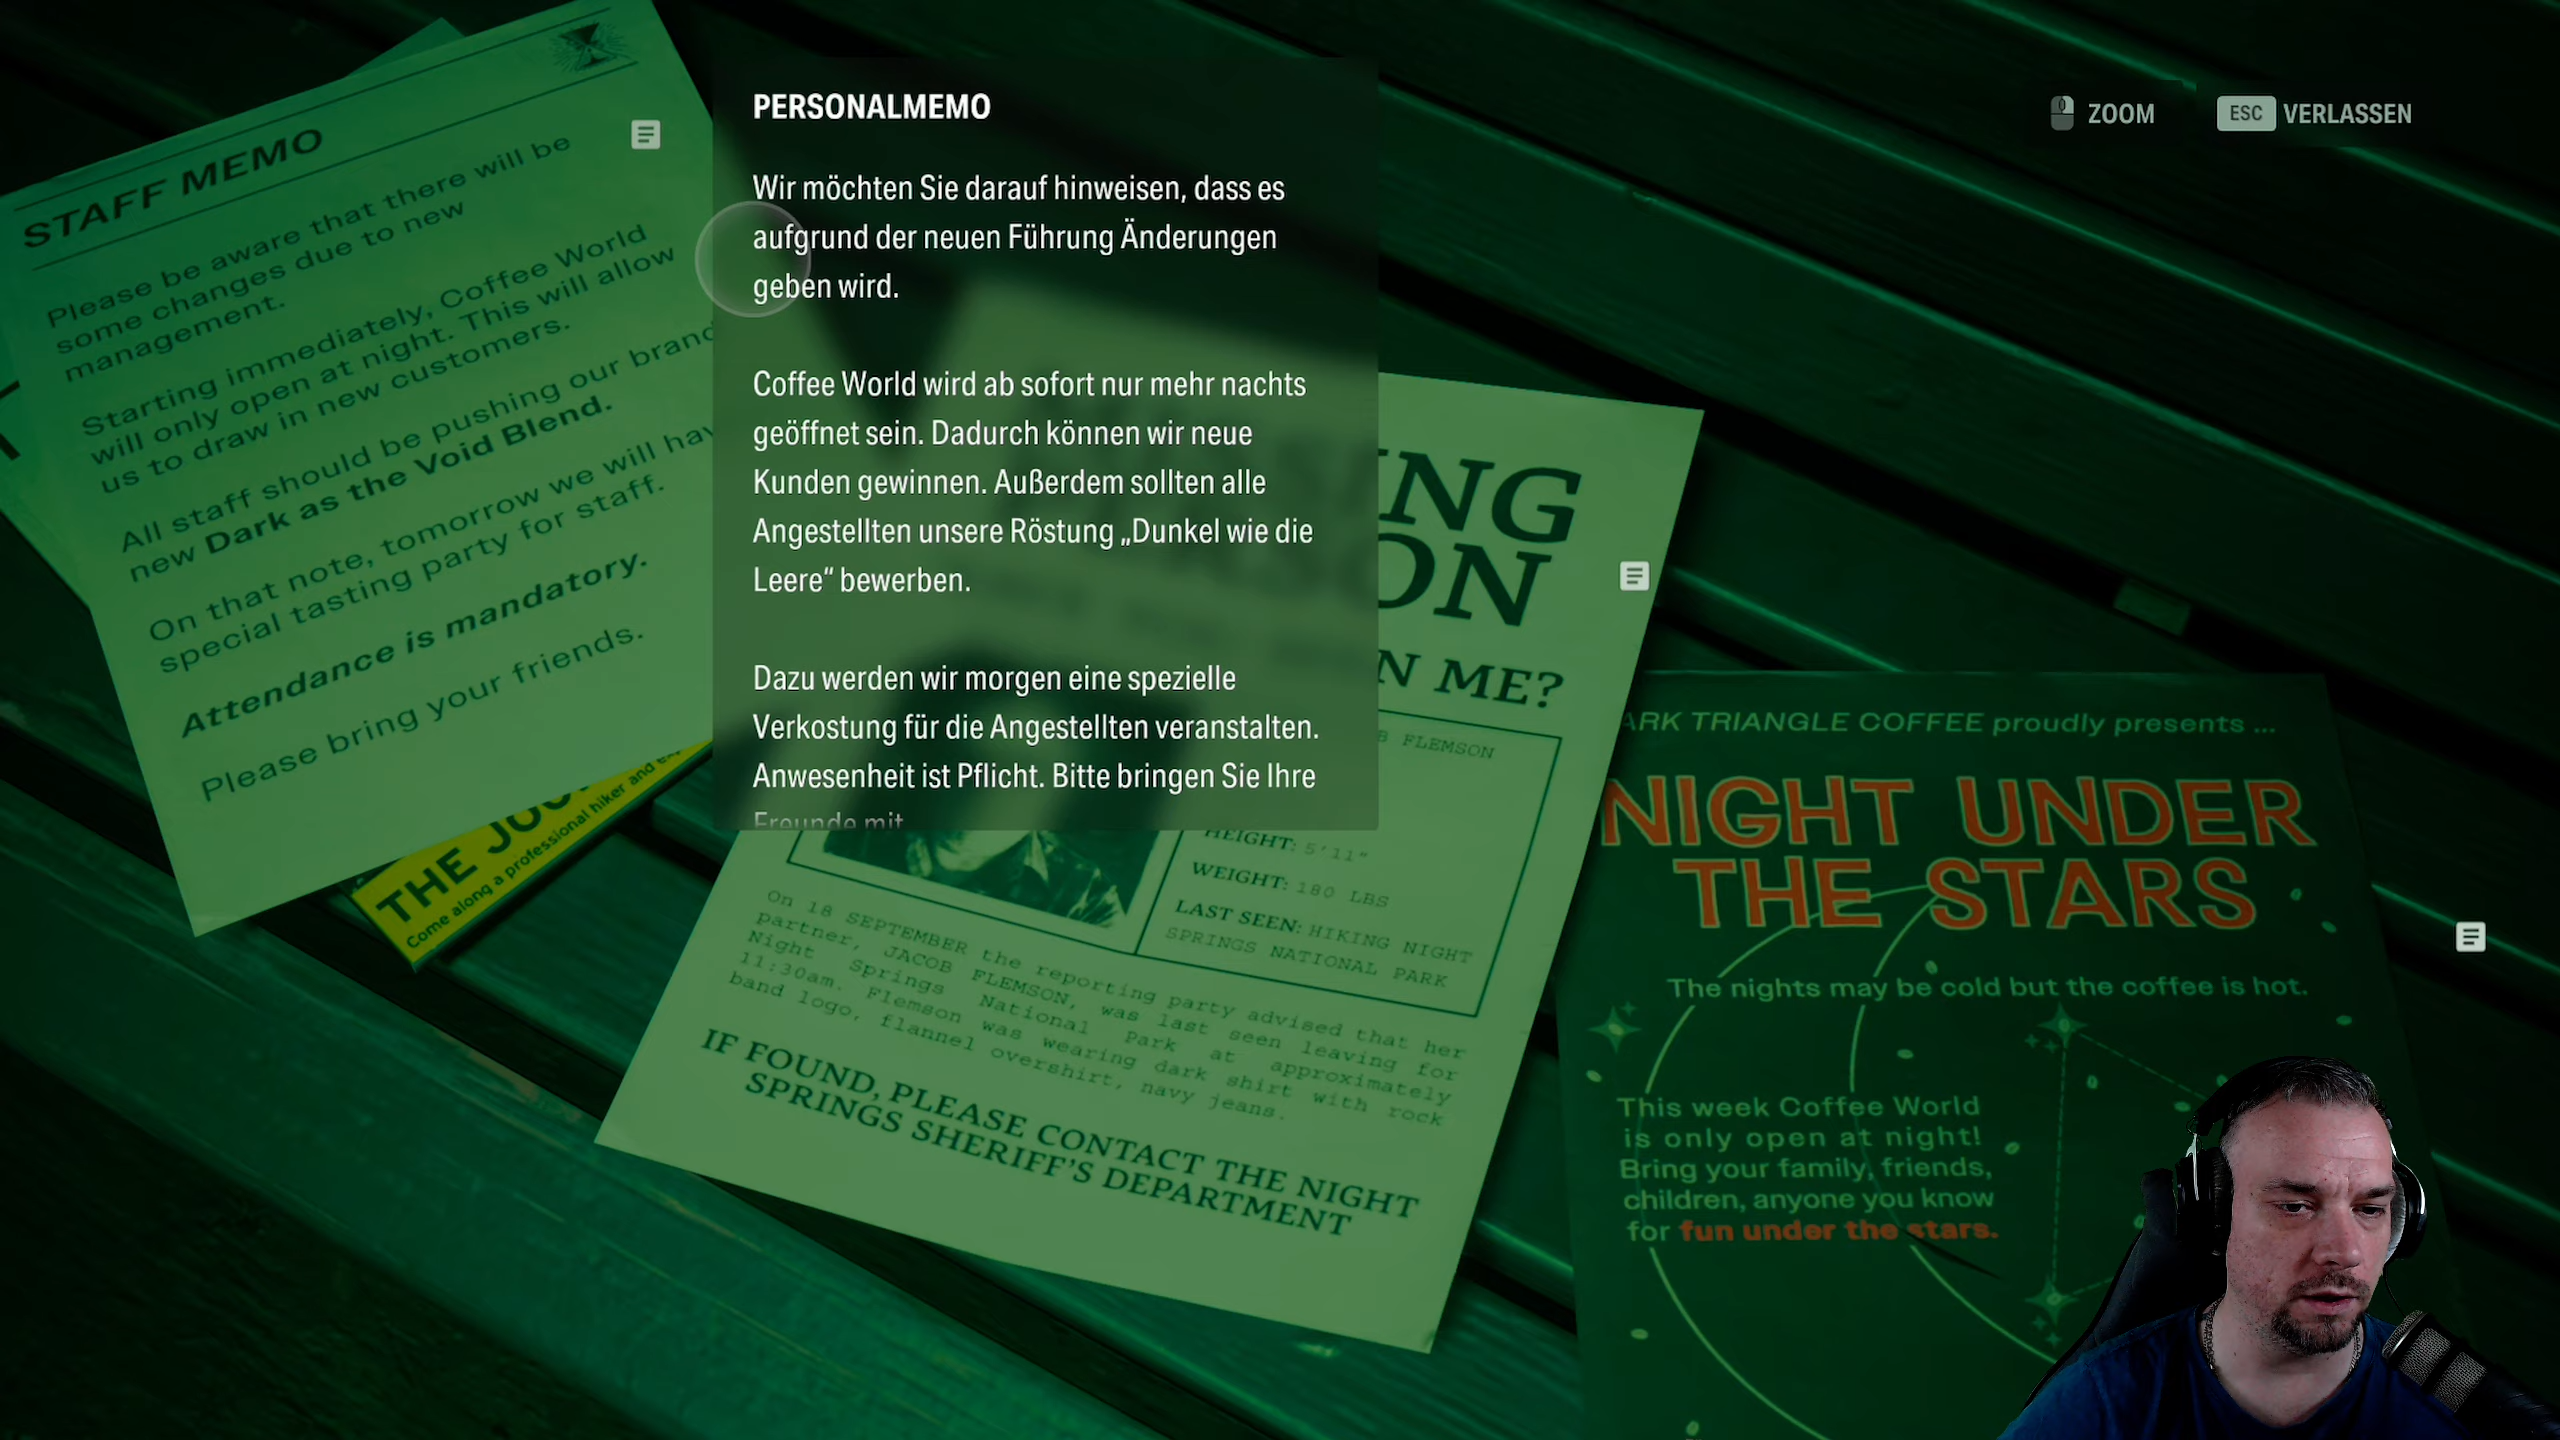 STAFF MEMO
Please be aware that there will be
some changes due to new
management.
Starting immediately, Coffee World
will only open at night. This will allow
us to draw in new customers.
All staff should be pushing our brand
new Dark as the Void Blend.
On that note, tomorrow we will hav
special tasting party for staff.
Attendance is mandatory.
Please bring your friends.
THE JOU
Come along a professional hiker and
PERSONALMEMO
Wir möchten Sie darauf hinweisen, dass es
aufgrund der neuen Führung Änderungen
geben wird.
Coffee World wird ab sofort nur mehr nachts
geöffnet sein. Dadurch können wir neue
Kunden gewinnen. Außerdem sollten alle
Angestellten unsere Röstung „Dunkel wie die
Leere“ bewerben.
Dazu werden wir morgen eine spezielle
Verkostung für die Angestellten veranstalten.
Anwesenheit ist Pflicht. Bitte bringen Sie Ihre
Freunde mit
ZOOM
ESC VERLASSEN
ING
ON
N ME?
B FLEMSON
HEIGHT: 5'11"
WEIGHT: 180 LBS
LAST SEEN: HIKING NIGHT
SPRINGS NATIONAL PARK
On 18 SEPTEMBER the reporting party advised that her
partner, JACOB FLEMSON, was last seen leaving for
Night Springs National Park at approximately
11:30am. Flemson was wearing dark shirt with rock
band logo, flannel overshirt, navy jeans.
IF FOUND, PLEASE CONTACT THE NIGHT
SPRINGS SHERIFF'S DEPARTMENT
ARK TRIANGLE COFFEE proudly presents ...
NIGHT UNDER
THE STARS
The nights may be cold but the coffee is hot.
This week Coffee World
is only open at night!
Bring your family, friends,
children, anyone you know
for fun under the stars.